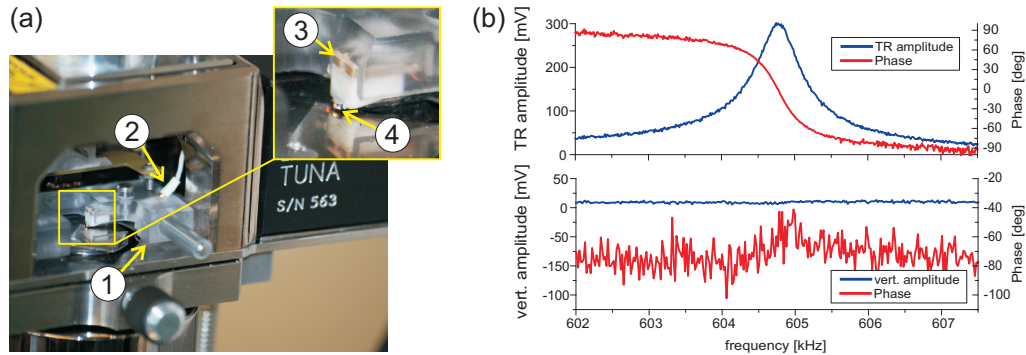 (a)
3
4
2
1
TUNA
S/N 563
(b)
TR amplitude [mV]
300
200
100
0
TR amplitude
Phase
90
60
30
0
-30
-60
-90
Phase [deg]
vert. amplitude [mV]
50
0
-50
-150
-100
vert. amplitude
Phase
-20
-40
-60
-80
-100
Phase [deg]
602 603 604 605 606 607
frequency [kHz]